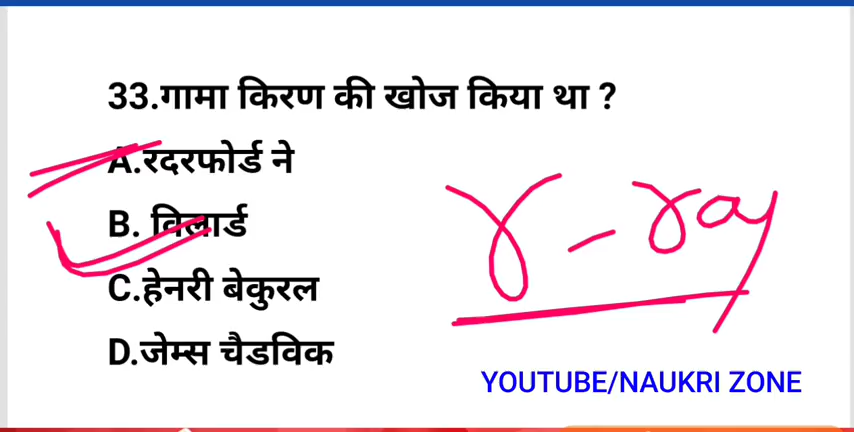 33.गामा किरण की खोज किया था ?
A.रदरफोर्ड ने
B. विलार्ड
γ - ray
C.हेनरी बेकुरल
D.जेम्स चैडविक
YOUTUBE/NAUKRI ZONE